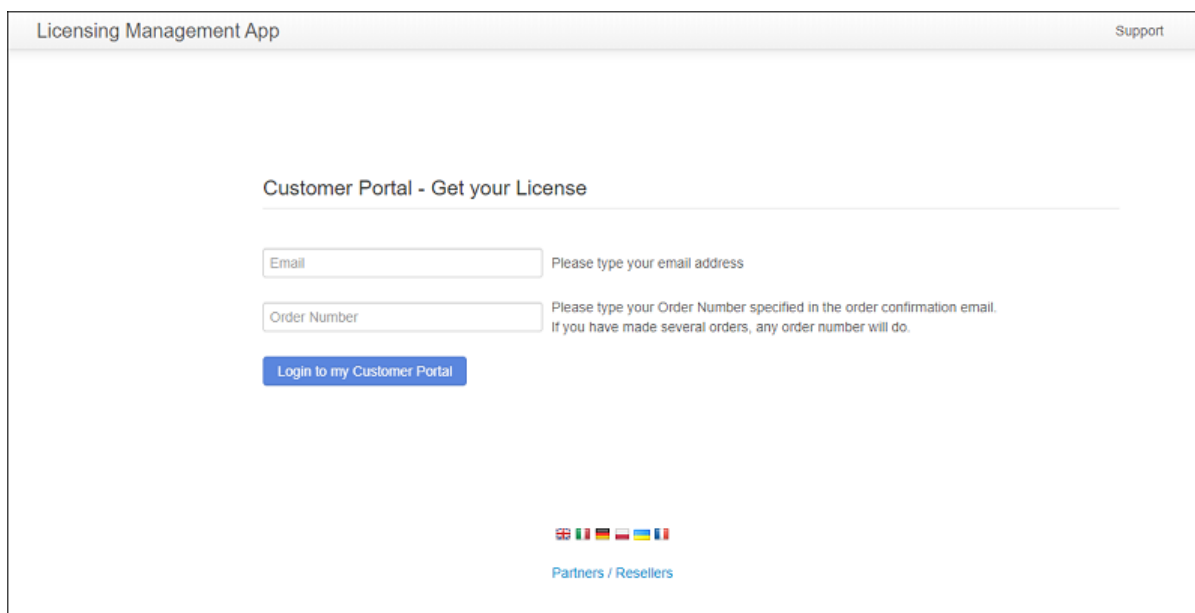 Licensing Management App
Support
Customer Portal - Get your License
Email
Please type your email address
Order Number
Please type your Order Number specified in the order confirmation email.
If you have made several orders, any order number will do.
Login to my Customer Portal
Partners / Resellers